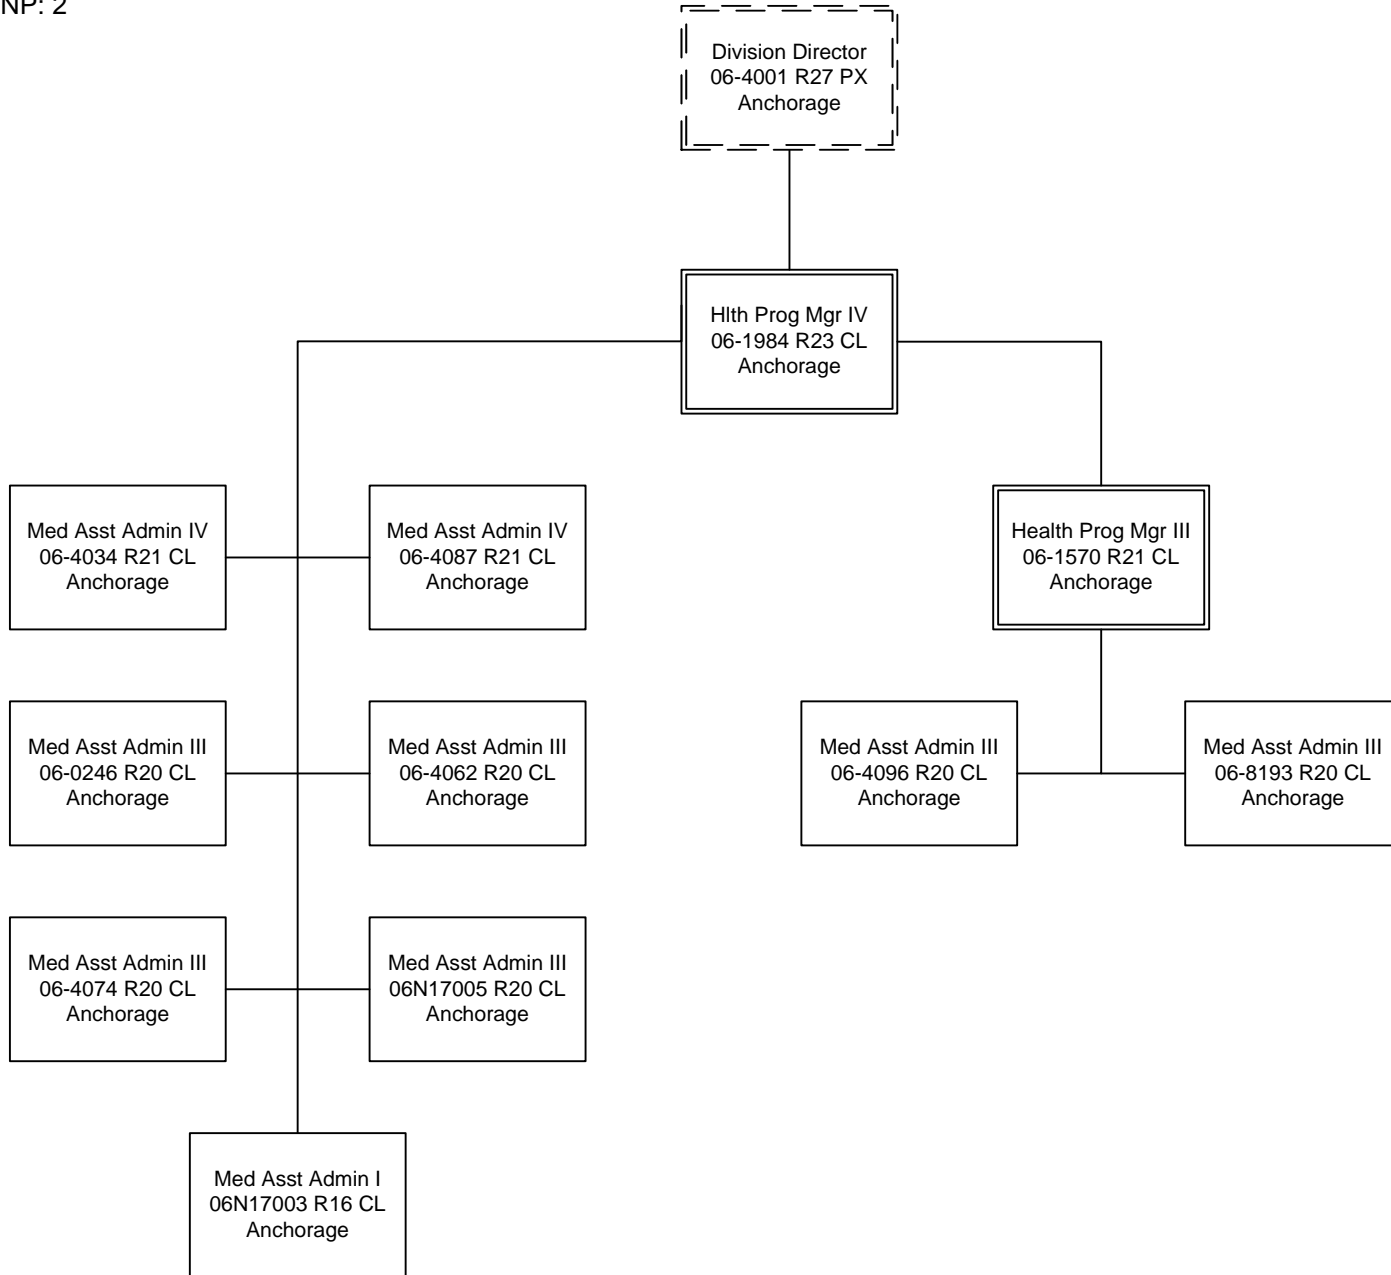 NP: 2
Division Director
06-4001 R27 PX
Anchorage
Hlth Prog Mgr IV
06-1984 R23 CL
Anchorage
Med Asst Admin IV
06-4034 R21 CL
Anchorage
Med Asst Admin IV
06-4087 R21 CL
Anchorage
Health Prog Mgr III
06-1570 R21 CL
Anchorage
Med Asst Admin III
06-0246 R20 CL
Anchorage
Med Asst Admin III
06-4062 R20 CL
Anchorage
Med Asst Admin III
06-4096 R20 CL
Anchorage
Med Asst Admin III
06-8193 R20 CL
Anchorage
Med Asst Admin III
06-4074 R20 CL
Anchorage
Med Asst Admin III
06N17005 R20 CL
Anchorage
Med Asst Admin I
06N17003 R16 CL
Anchorage